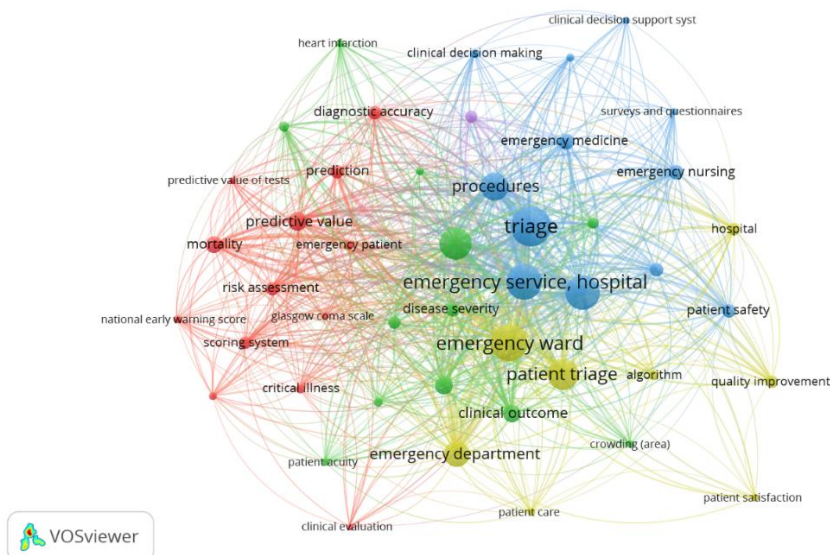 clinical decision support syst
heart infarction
clinical decision making
diagnostic accuracy
surveys and questionnaires
emergency medicine
prediction
emergency nursing
predictive value of tests
procedures
predictive value
triage
hospital
mortality
emergency patient
emergency service, hospital
risk assessment
disease severity
patient safety
national early warning score
glasgow coma scale
scoring system
emergency ward
patient triage
algorithm
quality improvement
critical illness
clinical outcome
crowding (area)
emergency department
patient acuity
patient satisfaction
patient care
clinical evaluation
VOSviewer